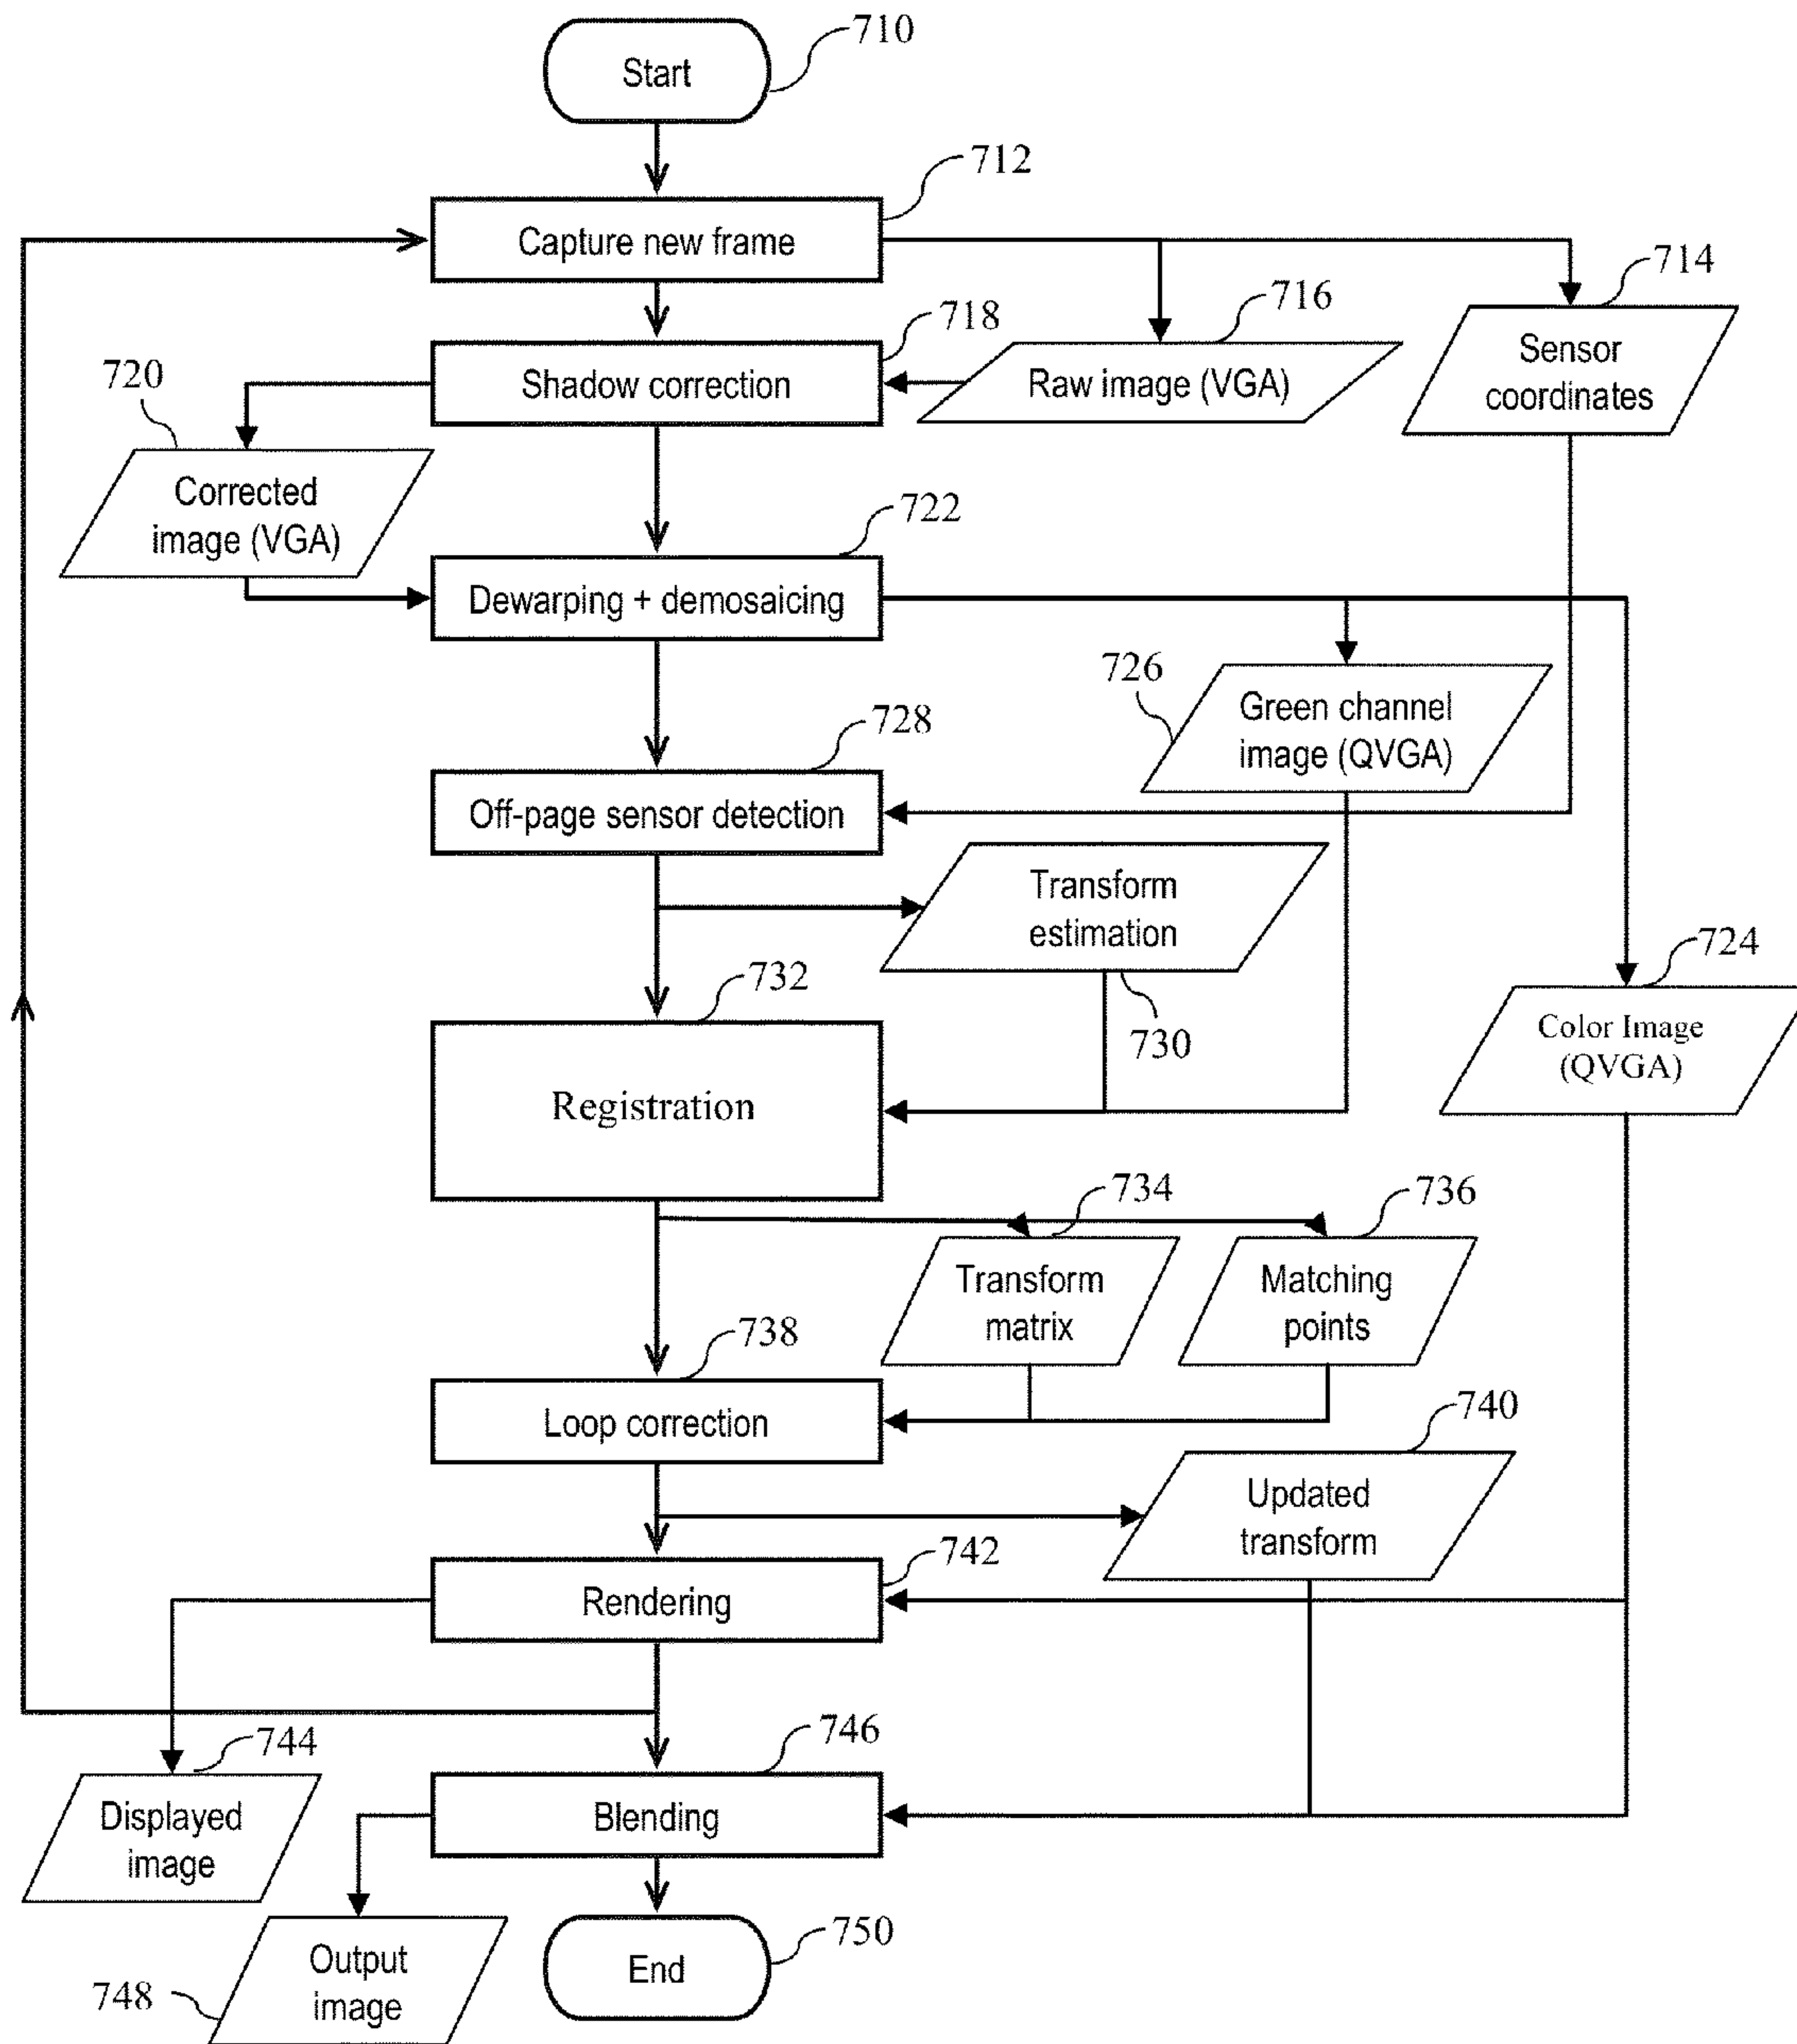 710
Start
712
Capture new frame
714
Sensor
coordinates
716
Raw image (VGA)
718
Shadow correction
720
Corrected
image (VGA)
722
Dewarping + demosaicing
726
Green channel
image (QVGA)
728
Off-page sensor detection
Transform
estimation
730
724
Color Image
(QVGA)
732
Registration
734
Transform
matrix
736
Matching
points
738
Loop correction
740
Updated
transform
742
Rendering
744
Displayed
image
746
Blending
748
Output
image
750
End